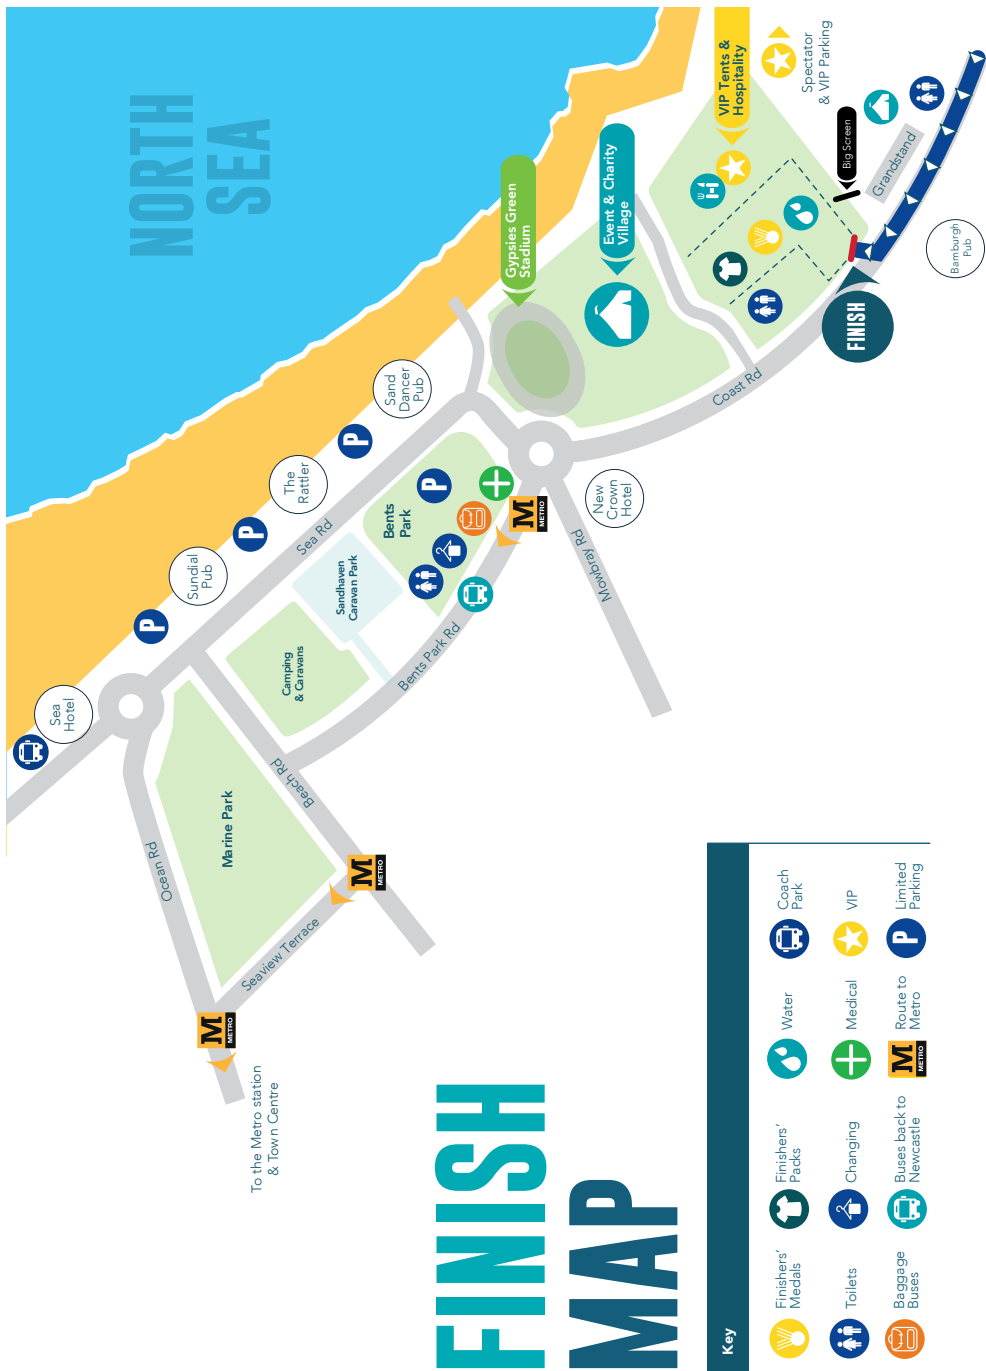 FINISH
MAP
NORTH
SEA
To the Metro station
& Town Centre
M
METRO
Ocean Rd
Seaview Terrace
M
METRO
Marine Park
Beach Rd
Sea
Hotel
Sundial
Pub
P
The
Rattler
P
Sand
Dancer
Pub
P
Sea Rd
Camping
& Caravans
Sandhaven
Caravan Park
Bents
Park
P
Bents Park Rd
M
METRO
Mowbray Rd
New
Crown
Hotel
Gypsies Green
Stadium
Event & Charity
Village
VIP Tents &
Hospitality
Spectator
& VIP Parking
Coast Rd
FINISH
Big Screen
Grandstand
Bamburgh
Pub
Key
Finishers'
Medals
Finishers'
Packs
Water
Coach
Park
Toilets
Changing
Medical
VIP
Baggage
Buses
Buses back to
Newcastle
M
METRO
Route to
Metro
P
Limited
Parking